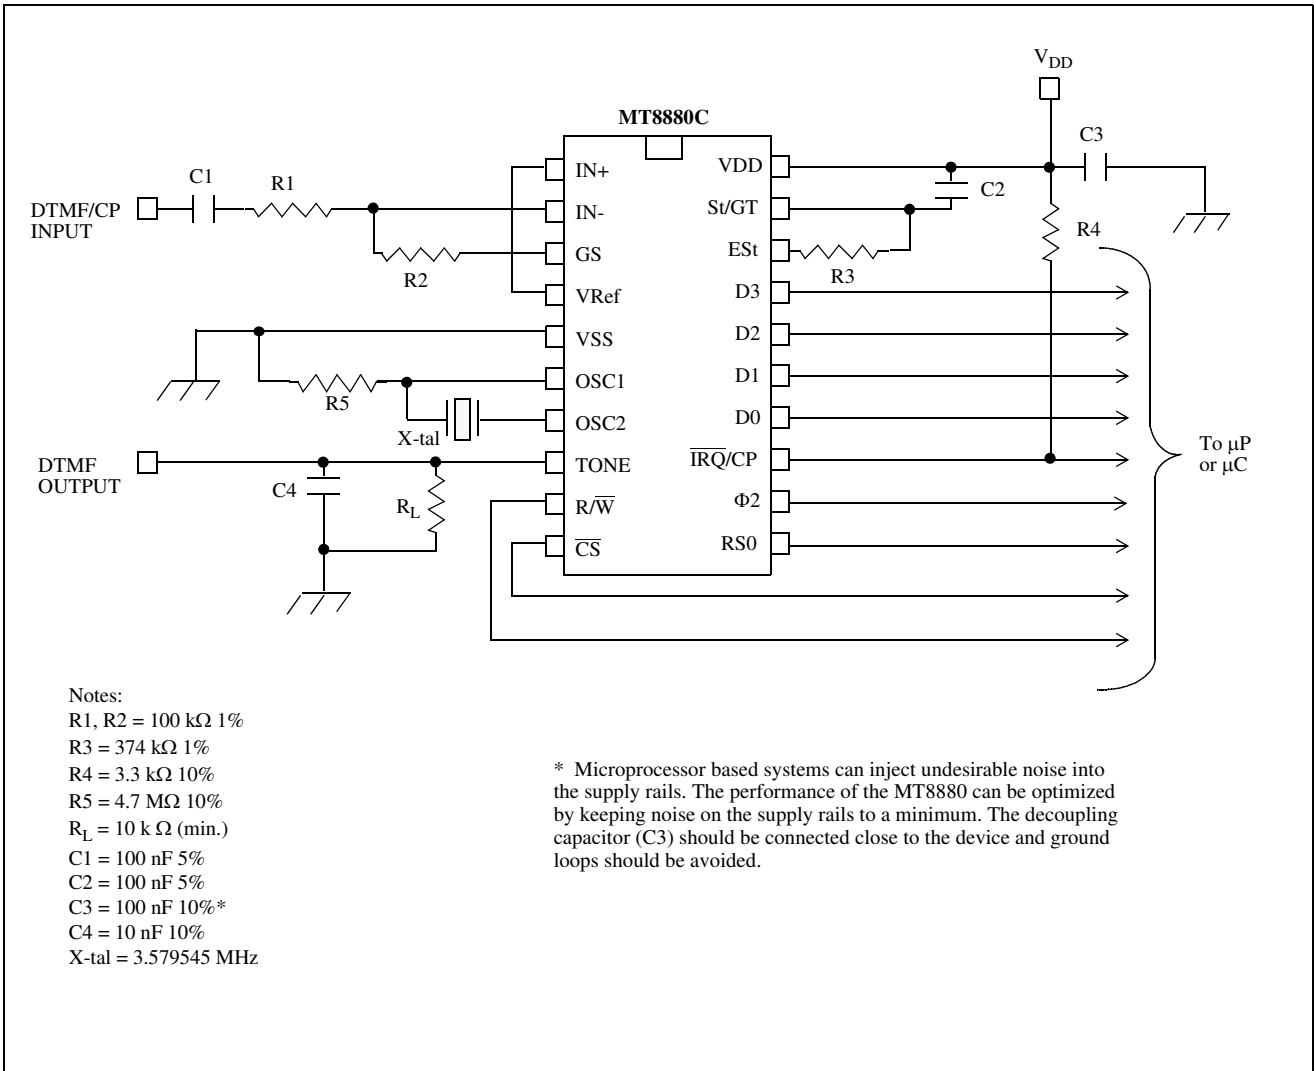 V_DD
MT8880C
C3
C1
R1
IN+
VDD
C2
DTMF/CP
INPUT
IN-
St/GT
R4
R2
GS
ESt
R3
VRef
D3
VSS
D2
R5
OSC1
D1
X-tal
OSC2
D0
To μP
or μC
DTMF
OUTPUT
TONE
I̅R̅Q̅/CP
C4
R_L
R/W̅
Φ2
C̅S̅
RS0
Notes:
R1, R2 = 100 kΩ 1%
R3 = 374 kΩ 1%
R4 = 3.3 kΩ 10%
R5 = 4.7 MΩ 10%
R_L = 10 k Ω (min.)
C1 = 100 nF 5%
C2 = 100 nF 5%
C3 = 100 nF 10%*
C4 = 10 nF 10%
X-tal = 3.579545 MHz
* Microprocessor based systems can inject undesirable noise into
the supply rails. The performance of the MT8880 can be optimized
by keeping noise on the supply rails to a minimum. The decoupling
capacitor (C3) should be connected close to the device and ground
loops should be avoided.